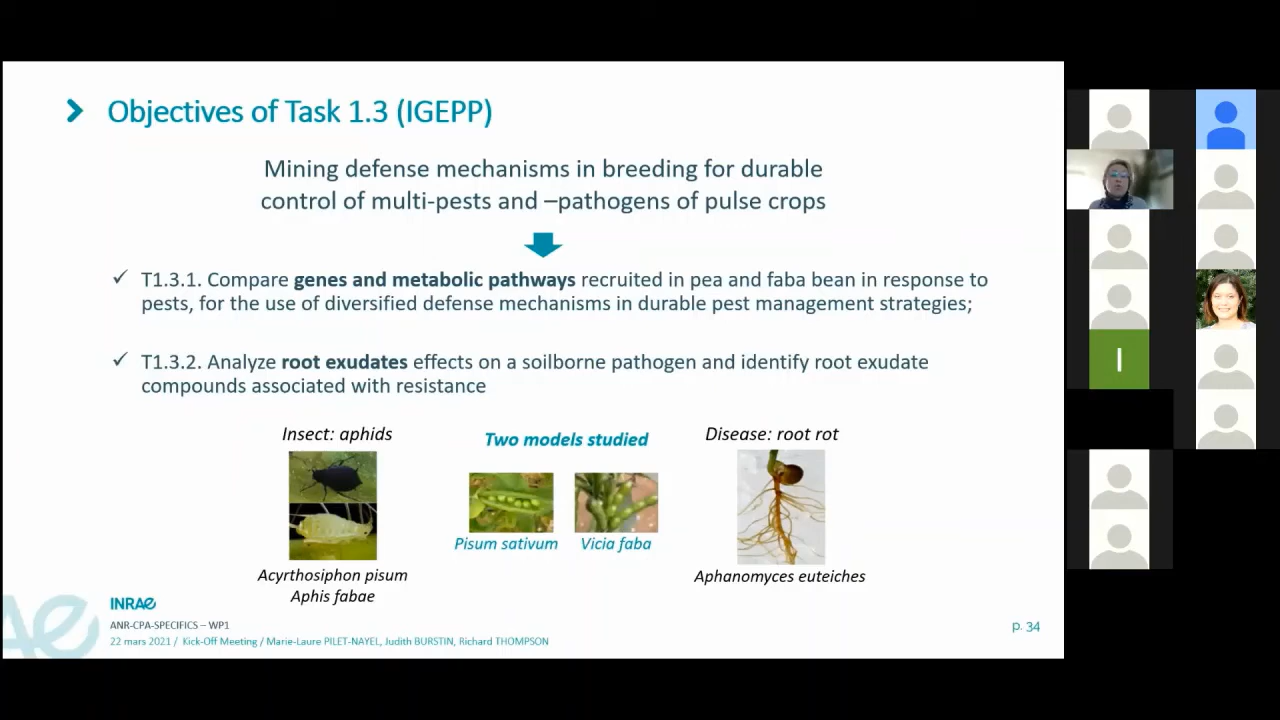 Objectives of Task 1.3 (IGEPP)
Mining defense mechanisms in breeding for durable
control of multi-pests and –pathogens of pulse crops
✓ T1.3.1. Compare genes and metabolic pathways recruited in pea and faba bean in response to
pests, for the use of diversified defense mechanisms in durable pest management strategies;
✓ T1.3.2. Analyze root exudates effects on a soilborne pathogen and identify root exudate
compounds associated with resistance
Insect: aphids
Two models studied
Disease: root rot
Pisum sativum
Vicia faba
Acyrthosiphon pisum
Aphis fabae
Aphanomyces euteiches
INRAE
ANR-CPA-SPECIFICS – WP1
22 mars 2021 / Kick-Off Meeting / Marie-Laure PILET-NAYEL, Judith BURSTIN, Richard THOMPSON
p. 34
I